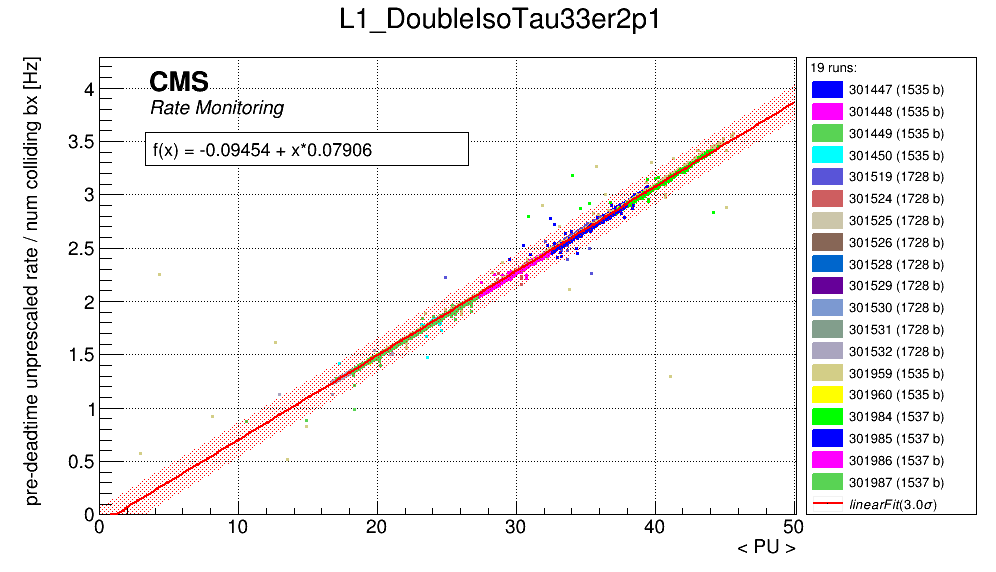 L1_DoubleIsoTau33er2p1
pre-deadtime unprescaled rate / num colliding bx [Hz]
CMS
Rate Monitoring
f(x) = -0.09454 + x*0.07906
4
3.5
3
2.5
2
1.5
1
0.5
0
0 10 20 30 40 50
< PU >
19 runs:
301447 (1535 b)
301448 (1535 b)
301449 (1535 b)
301450 (1535 b)
301519 (1728 b)
301524 (1728 b)
301525 (1728 b)
301526 (1728 b)
301528 (1728 b)
301529 (1728 b)
301530 (1728 b)
301531 (1728 b)
301532 (1728 b)
301959 (1535 b)
301960 (1535 b)
301984 (1537 b)
301985 (1537 b)
301986 (1537 b)
301987 (1537 b)
linearFit(3.0σ)